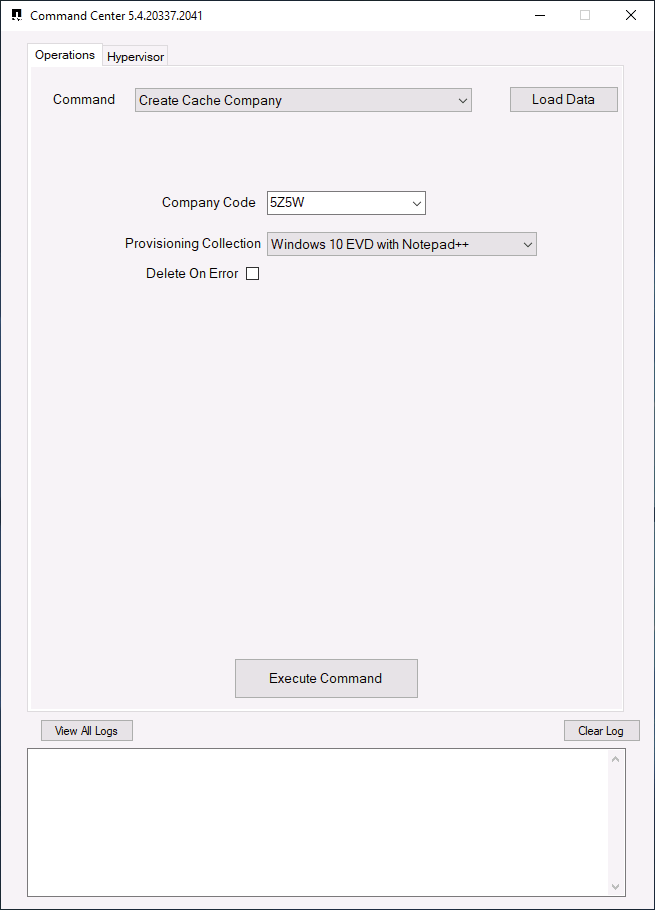 Command Center 5.4.20337.2041
Operations
Hypervisor
Command
Create Cache Company
Load Data
Company Code
5Z5W
Provisioning Collection
Windows 10 EVD with Notepad++
Delete On Error
Execute Command
View All Logs
Clear Log